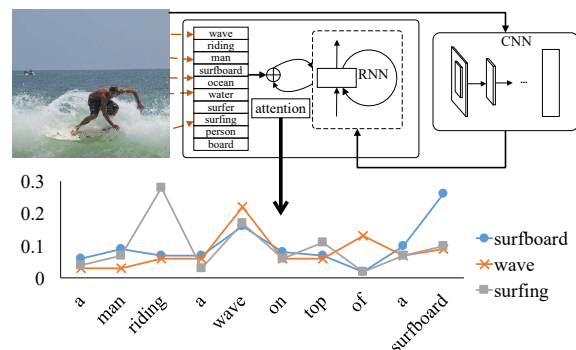 wave
riding
man
surfboard
ocean
water
surfer
surfing
person
board
attention
RNN
CNN
...
0.3
0.2
0.1
0
a
man
riding
a
wave
on
top
of
a
surfboard
surfboard
wave
surfing